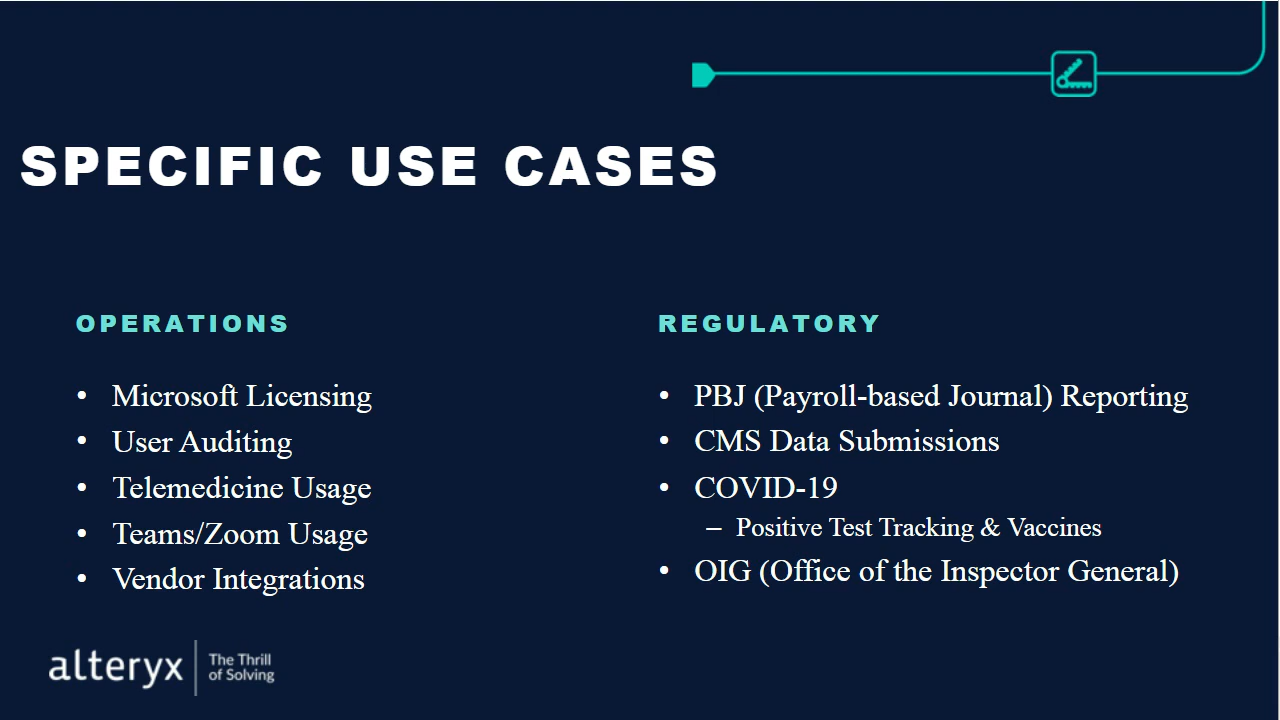 SPECIFIC USE CASES
OPERATIONS
• Microsoft Licensing
• User Auditing
• Telemedicine Usage
• Teams/Zoom Usage
• Vendor Integrations
REGULATORY
• PBJ (Payroll-based Journal) Reporting
• CMS Data Submissions
• COVID-19
– Positive Test Tracking & Vaccines
• OIG (Office of the Inspector General)
alteryx
The Thrill
of Solving